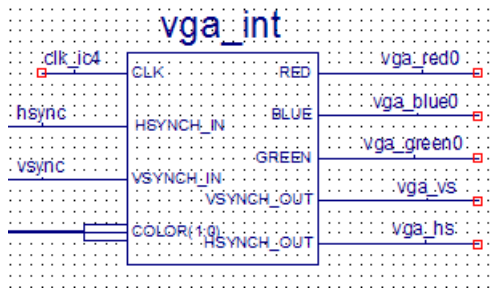 vga_int
clk_ic4
CLK
RED
vga_red0
hsync
HSYNCH_IN
BLUE
vga_blue0
GREEN
vga_green0
vsync
VSYNCH_IN
VSYNCH_OUT
vga_vs
COLOR(1:0)
HSYNCH_OUT
vga_hs